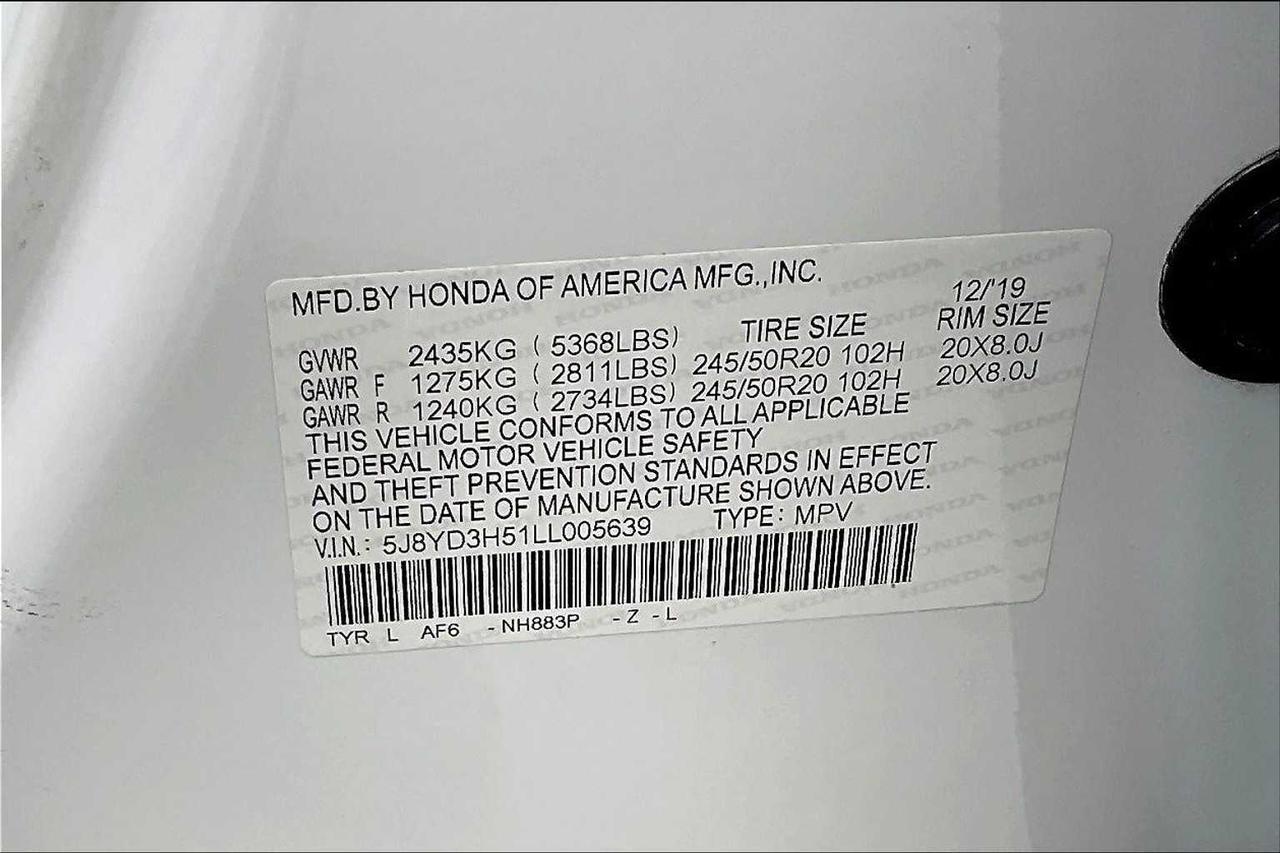 MFD.BY HONDA OF AMERICA MFG.,INC.
12/'19
TIRE SIZE RIM SIZE
GVWR 2435KG ( 5368LBS)
GAWR F 1275KG ( 2811LBS) 245/50R20 102H 20X8.0J
GAWR R 1240KG ( 2734LBS) 245/50R20 102H 20X8.0J
THIS VEHICLE CONFORMS TO ALL APPLICABLE
FEDERAL MOTOR VEHICLE SAFETY
AND THEFT PREVENTION STANDARDS IN EFFECT
ON THE DATE OF MANUFACTURE SHOWN ABOVE.
V.I.N.: 5J8YD3H51LL005639 TYPE: MPV
TYR L AF6 -NH883P -Z -L